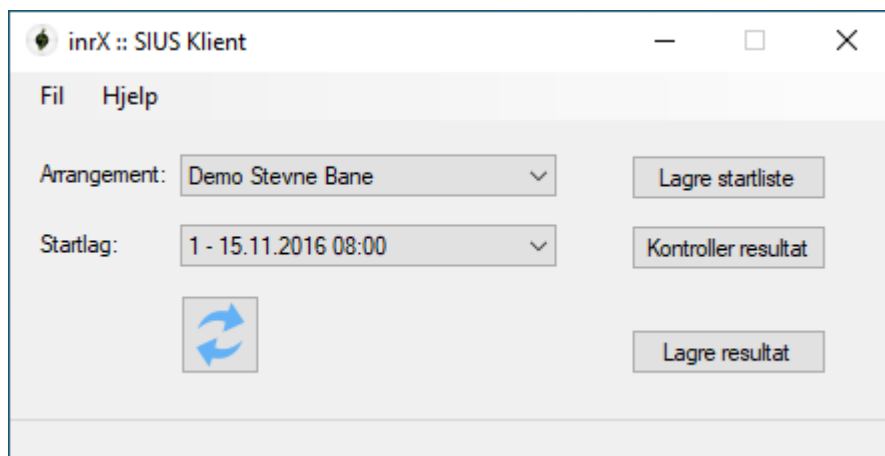 inrX :: SIUS Klient
Fil Hjelp
Arrangement: Demo Stevne Bane Lagre startliste
Startlag: 1 - 15.11.2016 08:00 Kontroller resultat
Lagre resultat